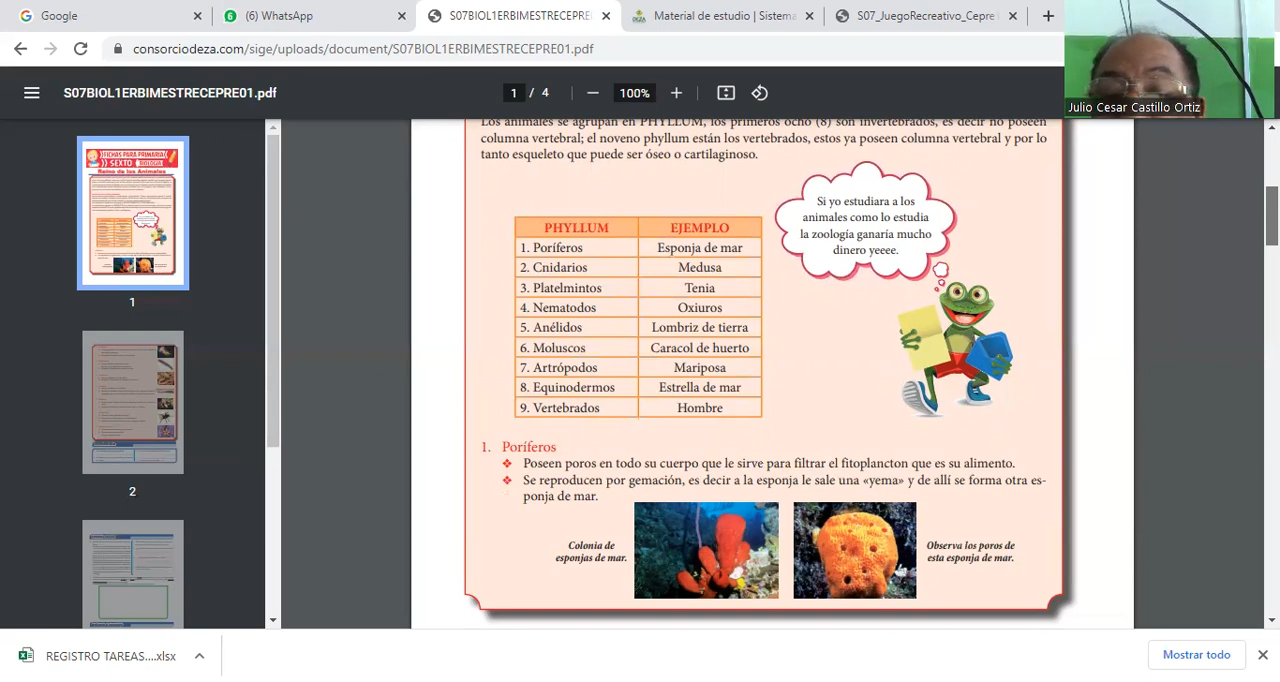 Google
(6) WhatsApp
S07BIOL1ERBIMESTRECEPRE
Material de estudio | Sistema
S07_JuegoRecreativo_Cepre
consorciodeza.com/sige/uploads/document/S07BIOL1ERBIMESTRECEPRE01.pdf
S07BIOL1ERBIMESTRECEPRE01.pdf
1 / 4
100%
Julio Cesar Castillo Ortiz
FICHAS PARA PRIMARIA
SEXTO BIOLOGÍA
Reino de los Animales
1
2
Los animales se agrupan en PHYLLUM, los primeros ocho (8) son invertebrados, es decir no poseen
columna vertebral; el noveno phyllum están los vertebrados, estos ya poseen columna vertebral y por lo
tanto esqueleto que puede ser óseo o cartilaginoso.
Si yo estudiara a los
animales como lo estudia
la zoología ganaría mucho
dinero yeeee.
PHYLLUM EJEMPLO
1. Poríferos Esponja de mar
2. Cnidarios Medusa
3. Platelmintos Tenia
4. Nematodos Oxiuros
5. Anélidos Lombriz de tierra
6. Moluscos Caracol de huerto
7. Artrópodos Mariposa
8. Equinodermos Estrella de mar
9. Vertebrados Hombre
1. Poríferos
❖ Poseen poros en todo su cuerpo que le sirve para filtrar el fitoplancton que es su alimento.
❖ Se reproducen por gemación, es decir a la esponja le sale una «yema» y de allí se forma otra es-
ponja de mar.
Colonia de
esponjas de mar.
Observa los poros de
esta esponja de mar.
REGISTRO TAREAS....xlsx
Mostrar todo